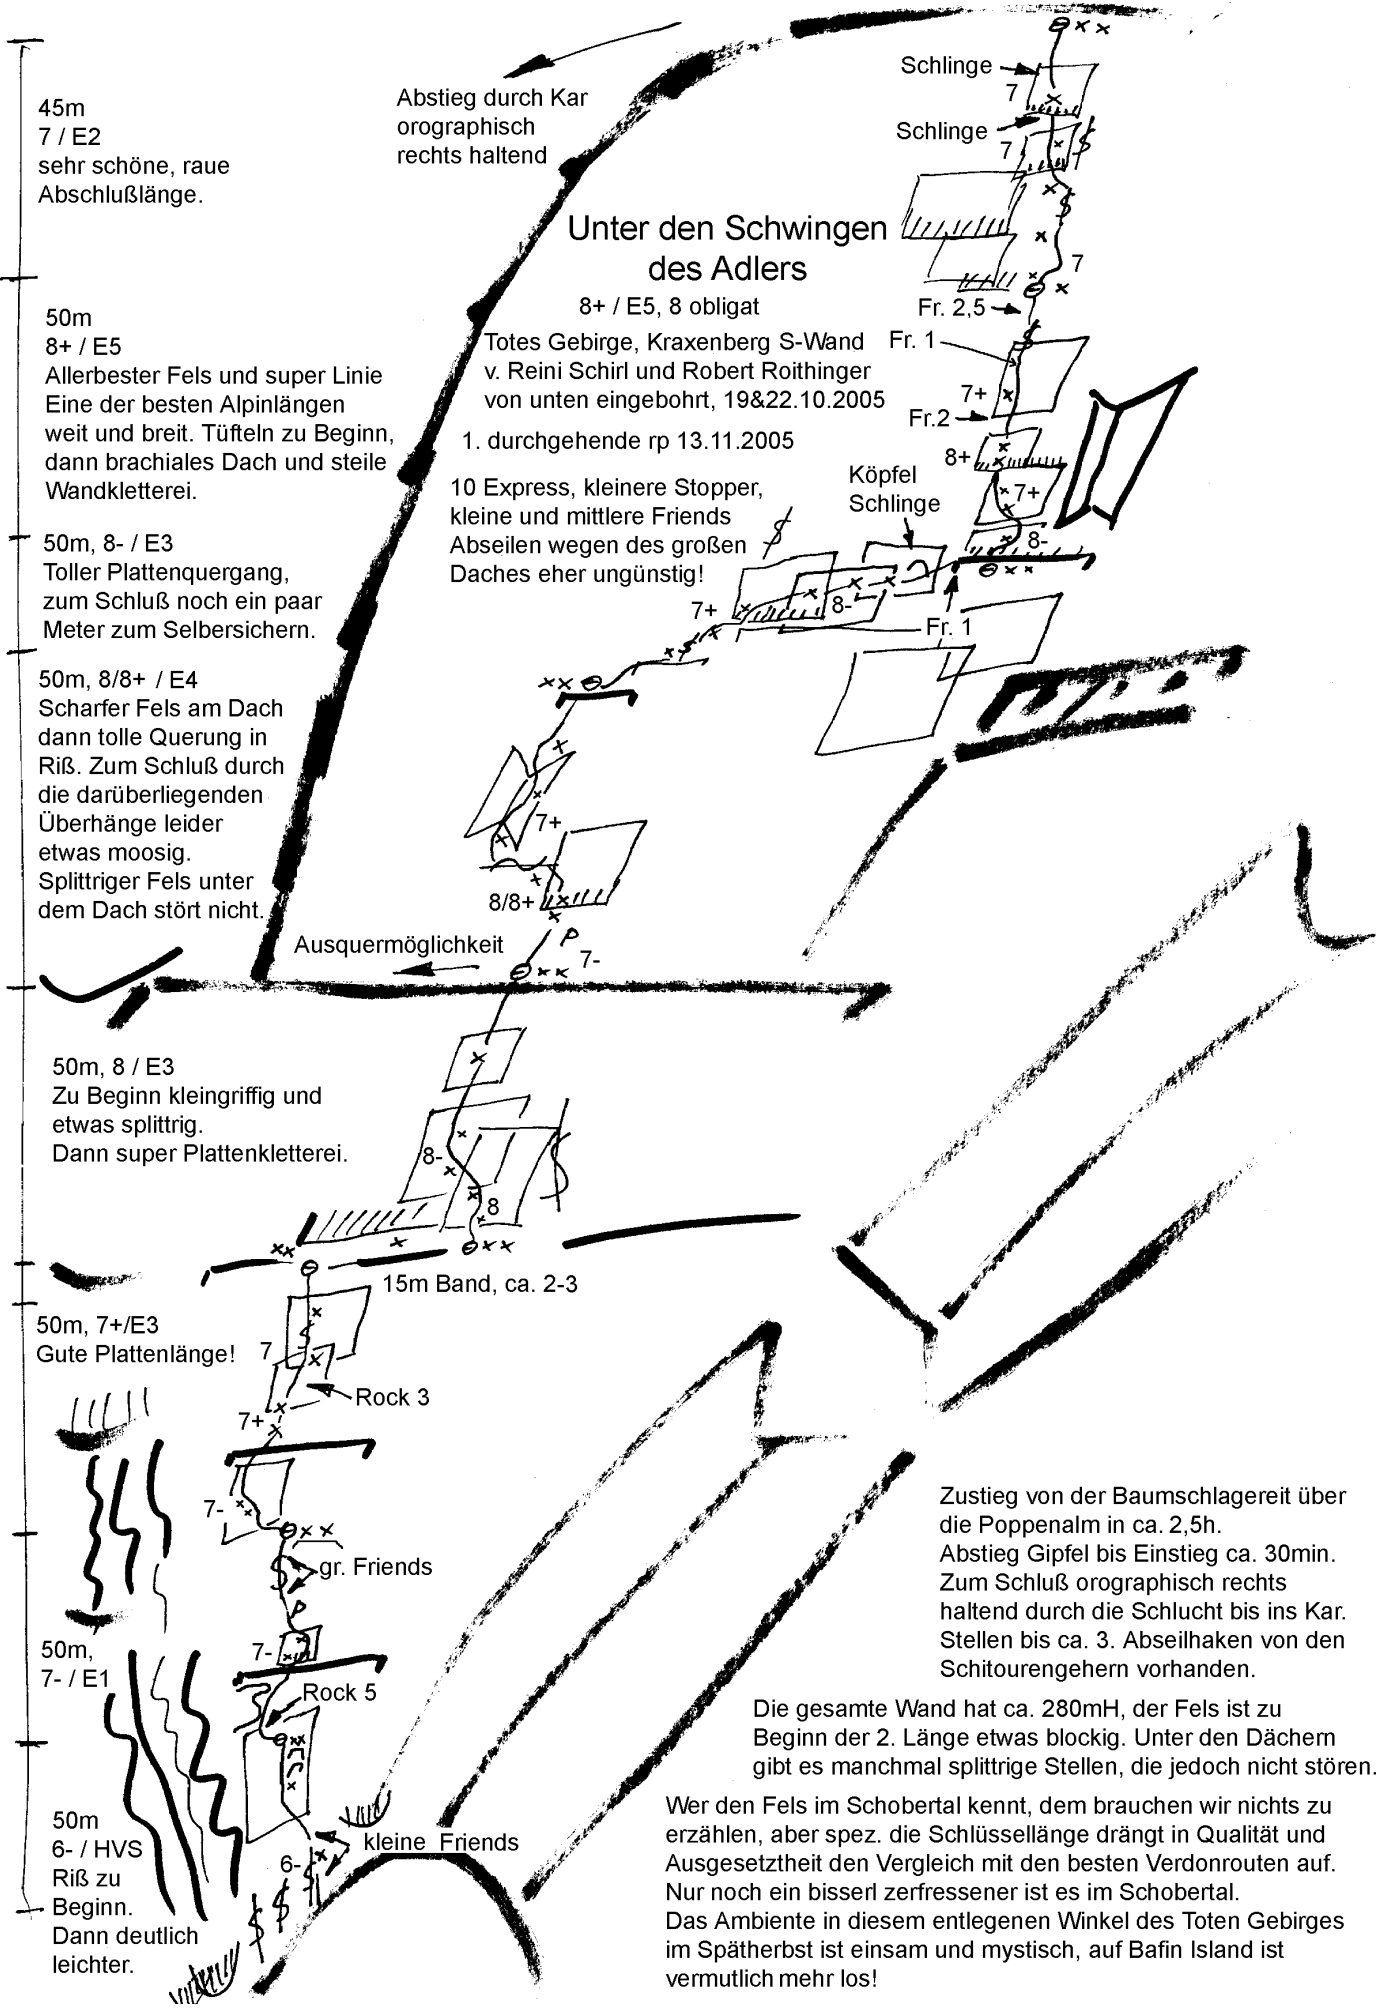 Schlinge
7
Schlinge
7
7
45m
7 / E2
sehr schöne, raue
Abschlußlänge.
Abstieg durch Kar
orographisch
rechts haltend
Unter den Schwingen
des Adlers
8+ / E5, 8 obligat
Totes Gebirge, Kraxenberg S-Wand
v. Reini Schirl und Robert Roithinger
von unten eingebohrt, 19&22.10.2005
1. durchgehende rp 13.11.2005
10 Express, kleinere Stopper,
kleine und mittlere Friends
Abseilen wegen des großen
Daches eher ungünstig!
Fr. 2,5
Fr. 1
7+
Fr.2
8+
7+
8-
Köpfel
Schlinge
50m
8+ / E5
Allerbester Fels und super Linie
Eine der besten Alpinlängen
weit und breit. Tüfteln zu Beginn,
dann brachiales Dach und steile
Wandkletterei.
50m, 8- / E3
Toller Plattenquergang,
zum Schluß noch ein paar
Meter zum Selbersichern.
7+
8-
Fr. 1
50m, 8/8+ / E4
Scharfer Fels am Dach
dann tolle Querung in
Riß. Zum Schluß durch
die darüberliegenden
Überhänge leider
etwas moosig.
Splittriger Fels unter
dem Dach stört nicht.
7+
8/8+
7-
Ausquermöglichkeit
50m, 8 / E3
Zu Beginn kleingriffig und
etwas splittrig.
Dann super Plattenkletterei.
8-
8
15m Band, ca. 2-3
50m, 7+/E3
Gute Plattenlänge!
7
Rock 3
7+
7-
gr. Friends
7-
50m,
7- / E1
Rock 5
50m
6- / HVS
Riß zu
Beginn.
Dann deutlich
leichter.
kleine Friends
6-
Zustieg von der Baumschlagereit über
die Poppenalm in ca. 2,5h.
Abstieg Gipfel bis Einstieg ca. 30min.
Zum Schluß orographisch rechts
haltend durch die Schlucht bis ins Kar.
Stellen bis ca. 3. Abseilhaken von den
Schitourengehern vorhanden.
Die gesamte Wand hat ca. 280mH, der Fels ist zu
Beginn der 2. Länge etwas blockig. Unter den Dächern
gibt es manchmal splittrige Stellen, die jedoch nicht stören.
Wer den Fels im Schobertal kennt, dem brauchen wir nichts zu
erzählen, aber spez. die Schlüssellänge drängt in Qualität und
Ausgesetztheit den Vergleich mit den besten Verdonrouten auf.
Nur noch ein bisserl zerfressener ist es im Schobertal.
Das Ambiente in diesem entlegenen Winkel des Toten Gebirges
im Spätherbst ist einsam und mystisch, auf Bafin Island ist
vermutlich mehr los!